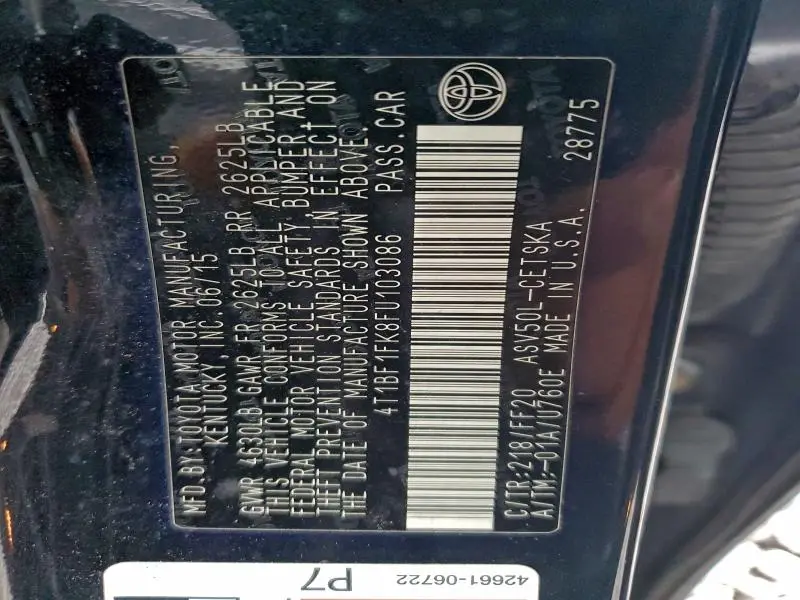 MFD.BY:TOYOTA MOTOR MANUFACTURING,
KENTUCKY, INC.06/15
GWR 4630LB GAWR FR 2625LB RR 2625LB
THIS VEHICLE CONFORMS TO ALL APPLICABLE
FEDERAL MOTOR VEHICLE SAFETY, BUMPER AND
THEFT PREVENTION STANDARDS IN EFFECT ON
THE DATE OF MANUFACTURE SHOWN ABOVE.
4T1BF1FK8FU103086 PASS.CAR
C/TR:218/FF20 ASV50L-CETSKA
A/TM:-01A/U760E MADE IN U.S.A. 28775
P7
42661-06722